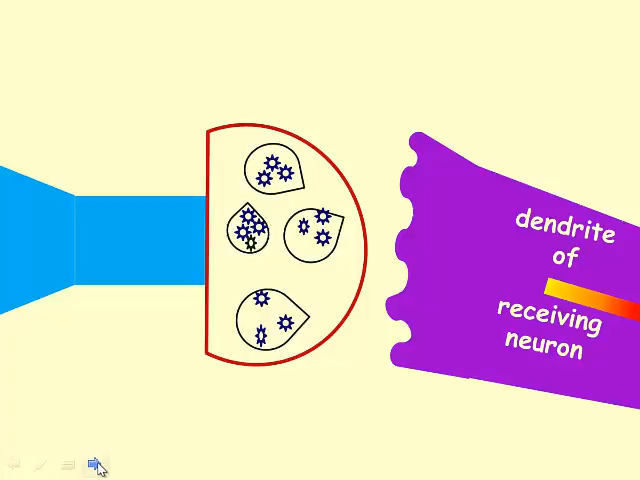 dendrite
of
receiving
neuron